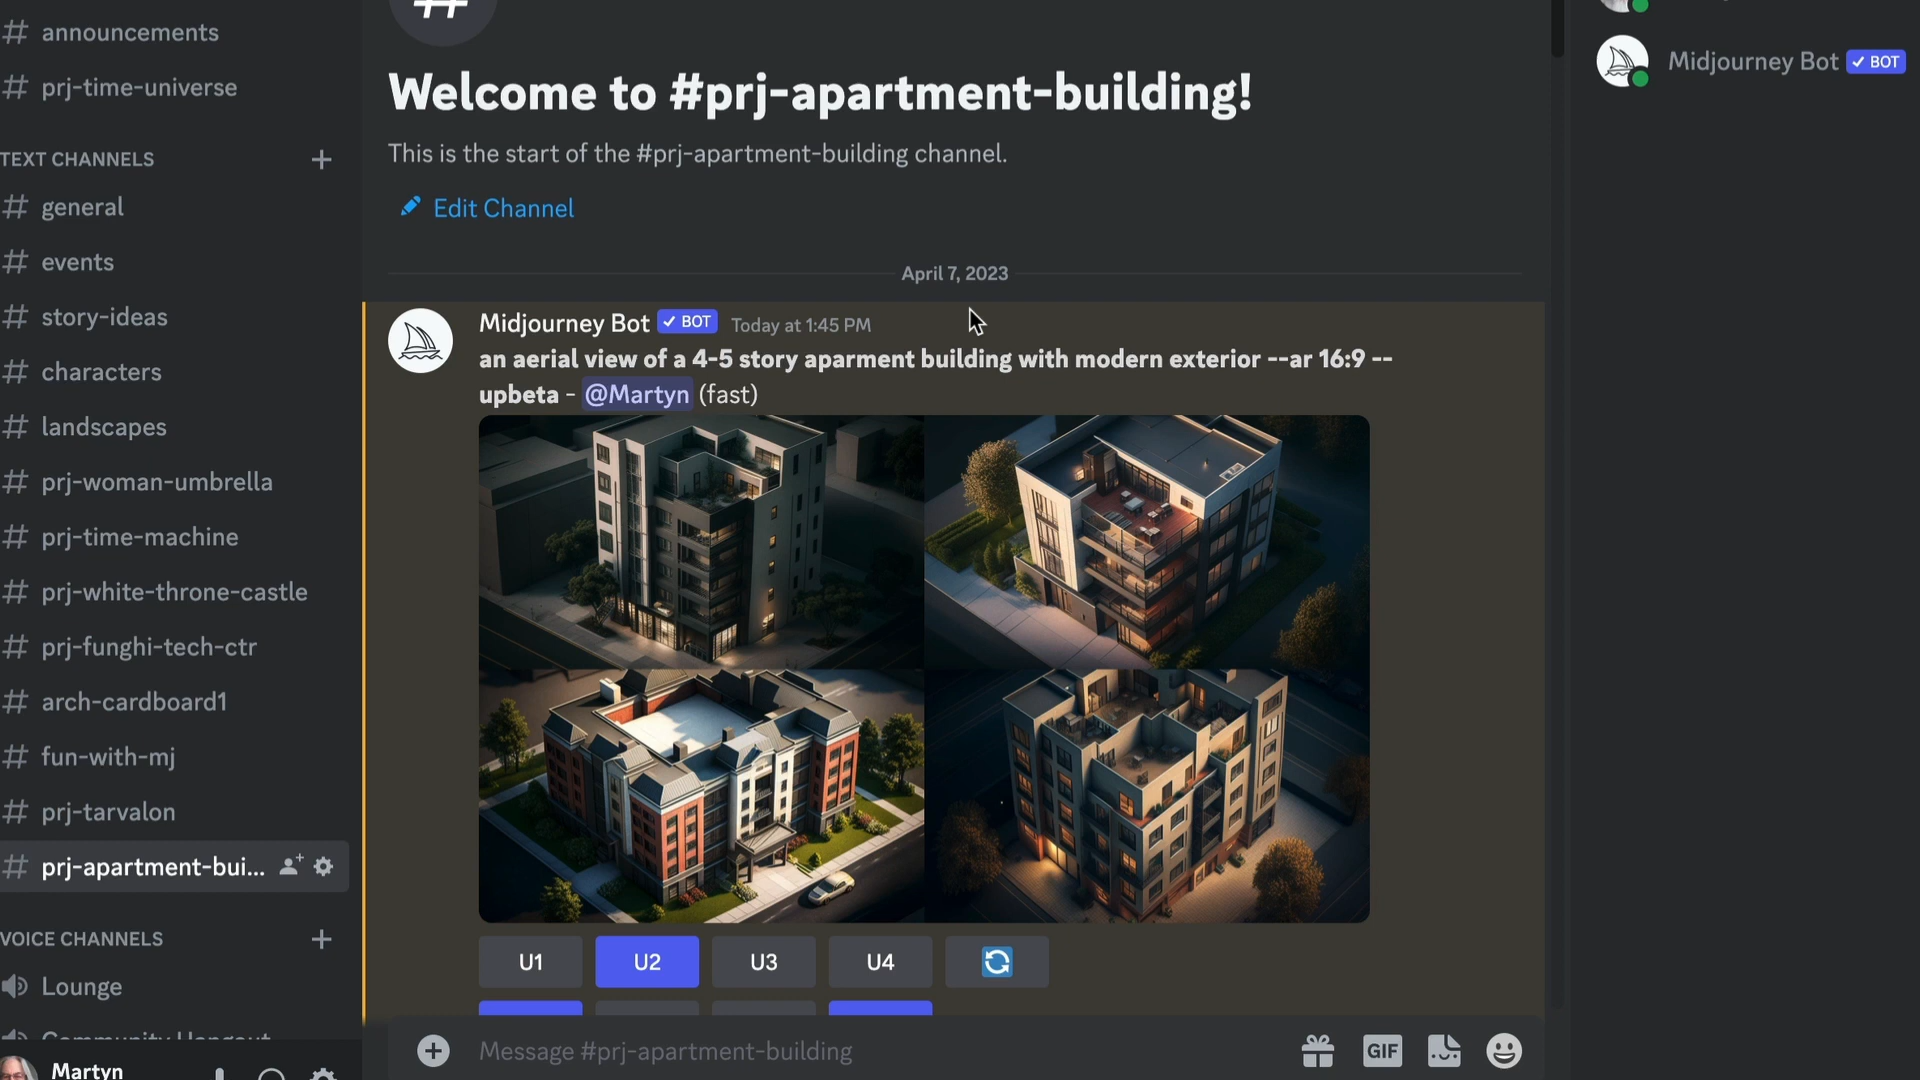 # announcements
# prj-time-universe
TEXT CHANNELS
# general
# events
# story-ideas
# characters
# landscapes
# prj-woman-umbrella
# prj-time-machine
# prj-white-throne-castle
# prj-funghi-tech-ctr
# arch-cardboard1
# fun-with-mj
# prj-tarvalon
# prj-apartment-bui...
VOICE CHANNELS
Lounge
Community Hangout
Martyn
#
Welcome to #prj-apartment-building!
This is the start of the #prj-apartment-building channel.
Edit Channel
April 7, 2023
Midjourney Bot ✓ BOT Today at 1:45 PM
an aerial view of a 4-5 story aparment building with modern exterior --ar 16:9 --
upbeta - @Martyn (fast)
U1 U2 U3 U4
Message #prj-apartment-building
GIF
Midjourney Bot ✓ BOT